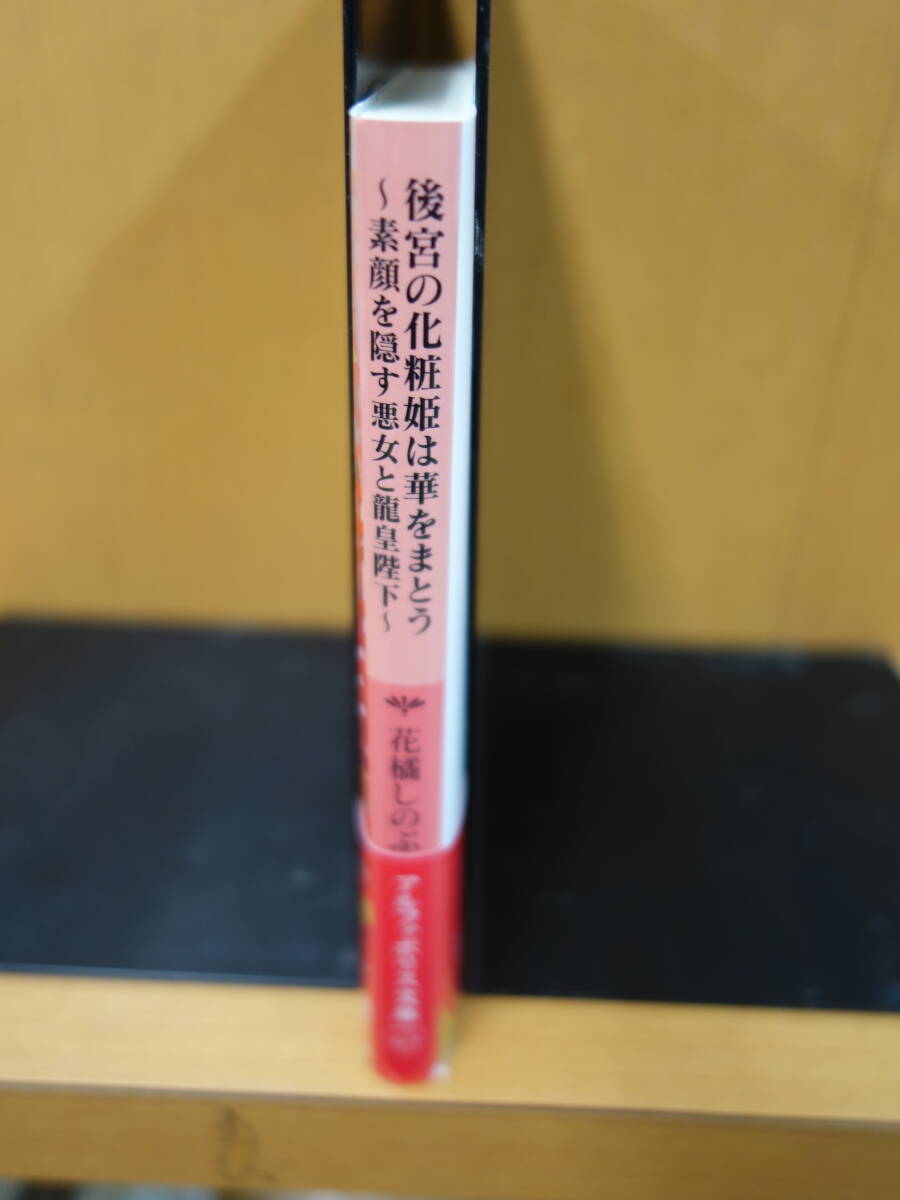 後宮の化粧姫は華をまとう
～素顔を隠す悪女と龍皇陛下～
花橘しのぶ
アルファポリス文庫